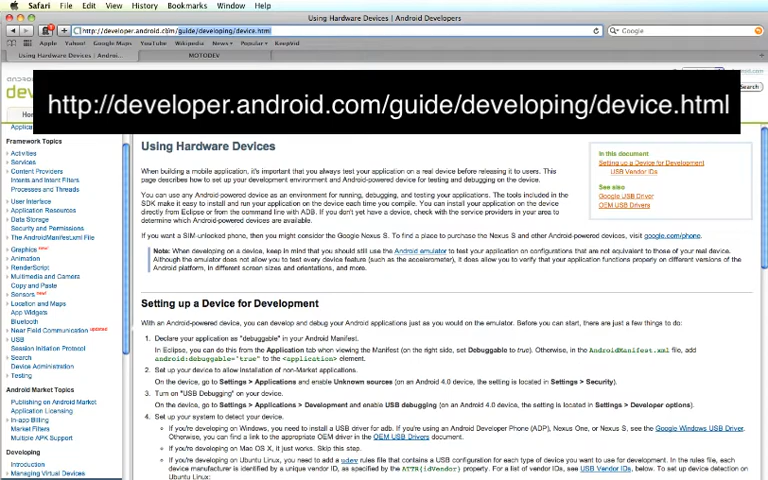 Safari File Edit View History Bookmarks Window Help
Using Hardware Devices | Android Developers
http://developer.android.com/guide/developing/device.html
Google
Apple Yahoo! Google Maps YouTube Wikipedia News Popular KeepVid
Using Hardware Devices | Androi...
MOTODEV
http://developer.android.com/guide/developing/device.html
Framework Topics
Activities
Services
Content Providers
Intents and Intent Filters
Processes and Threads
User Interface
Application Resources
Data Storage
Security and Permissions
The AndroidManifest.xml File
Graphics new
Animation
RenderScript
Multimedia and Camera
Copy and Paste
Sensors new
Location and Maps
App Widgets
Bluetooth
Near Field Communication updated
USB
Session Initiation Protocol
Search
Device Administration
Testing
Android Market Topics
Publishing on Android Market
Application Licensing
In-app Billing
Market Filters
Multiple APK Support
Developing
Introduction
Managing Virtual Devices
Using Hardware Devices
When building a mobile application, it's important that you always test your application on a real device before releasing it to users. This
page describes how to set up your development environment and Android-powered device for testing and debugging on the device.
You can use any Android-powered device as an environment for running, debugging, and testing your applications. The tools included in the
SDK make it easy to install and run your application on the device each time you compile. You can install your application on the device
directly from Eclipse or from the command line with ADB. If you don't yet have a device, check with the service providers in your area to
determine which Android-powered devices are available.
If you want a SIM-unlocked phone, then you might consider the Google Nexus S. To find a place to purchase the Nexus S and other Android-powered devices, visit google.com/phone.
Note: When developing on a device, keep in mind that you should still use the Android emulator to test your application on configurations that are not equivalent to those of your real device.
Although the emulator does not allow you to test every device feature (such as the accelerometer), it does allow you to verify that your application functions properly on different versions of the
Android platform, in different screen sizes and orientations, and more.
In this document
Setting up a Device for Development
USB Vendor IDs
See also
Google USB Driver
OEM USB Drivers
Setting up a Device for Development
With an Android-powered device, you can develop and debug your Android applications just as you would on the emulator. Before you can start, there are just a few things to do:
1. Declare your application as "debuggable" in your Android Manifest.
In Eclipse, you can do this from the Application tab when viewing the Manifest (on the right side, set Debuggable to true). Otherwise, in the AndroidManifest.xml file, add
android:debuggable="true" to the <application> element.
2. Set up your device to allow installation of non-Market applications.
On the device, go to Settings > Applications and enable Unknown sources (on an Android 4.0 device, the setting is located in Settings > Security).
3. Turn on "USB Debugging" on your device.
On the device, go to Settings > Applications > Development and enable USB debugging (on an Android 4.0 device, the setting is located in Settings > Developer options).
4. Set up your system to detect your device.
If you're developing on Windows, you need to install a USB driver for adb. If you're using an Android Developer Phone (ADP), Nexus One, or Nexus S, see the Google Windows USB Driver.
Otherwise, you can find a link to the appropriate OEM driver in the OEM USB Drivers document.
If you're developing on Mac OS X, it just works. Skip this step.
If you're developing on Ubuntu Linux, you need to add a udev rules file that contains a USB configuration for each type of device you want to use for development. In the rules file, each
device manufacturer is identified by a unique vendor ID, as specified by the ATTR{idVendor} property. For a list of vendor IDs, see USB Vendor IDs, below. To set up device detection on
Ubuntu Linux: